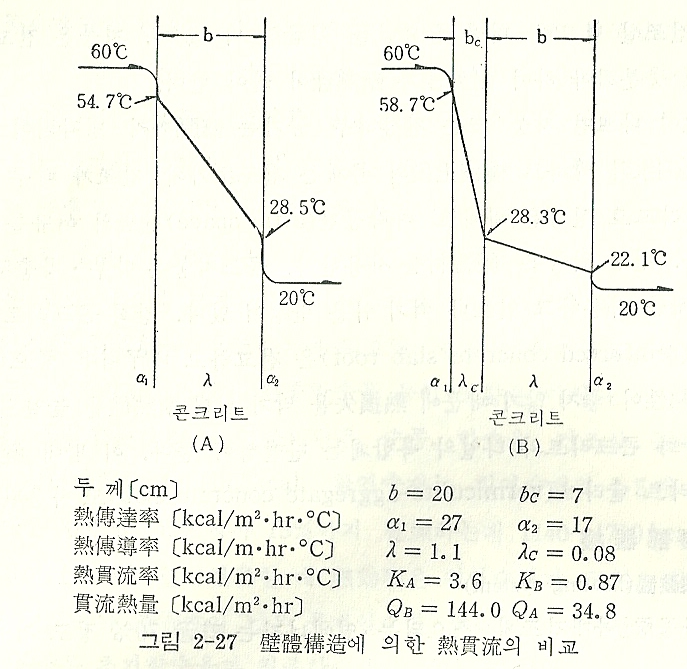 b
60℃
54.7℃
28.5℃
20℃
α₁ λ α₂
콘크리트
(A)
bc b
60℃
58.7℃
28.3℃
22.1℃
20℃
α₁ λc λ α₂
콘크리트
(B)
두 께〔cm〕 b = 20 bc = 7
熱傳達率〔kcal/m²·hr·°C〕 α₁ = 27 α₂ = 17
熱傳導率〔kcal/m·hr·°C〕 λ = 1.1 λc = 0.08
熱貫流率〔kcal/m²·hr·°C〕 KA = 3.6 KB = 0.87
貫流熱量〔kcal/m²·hr〕 QB = 144.0 QA = 34.8
그림 2-27 壁體構造에 의한 熱貫流의 비교